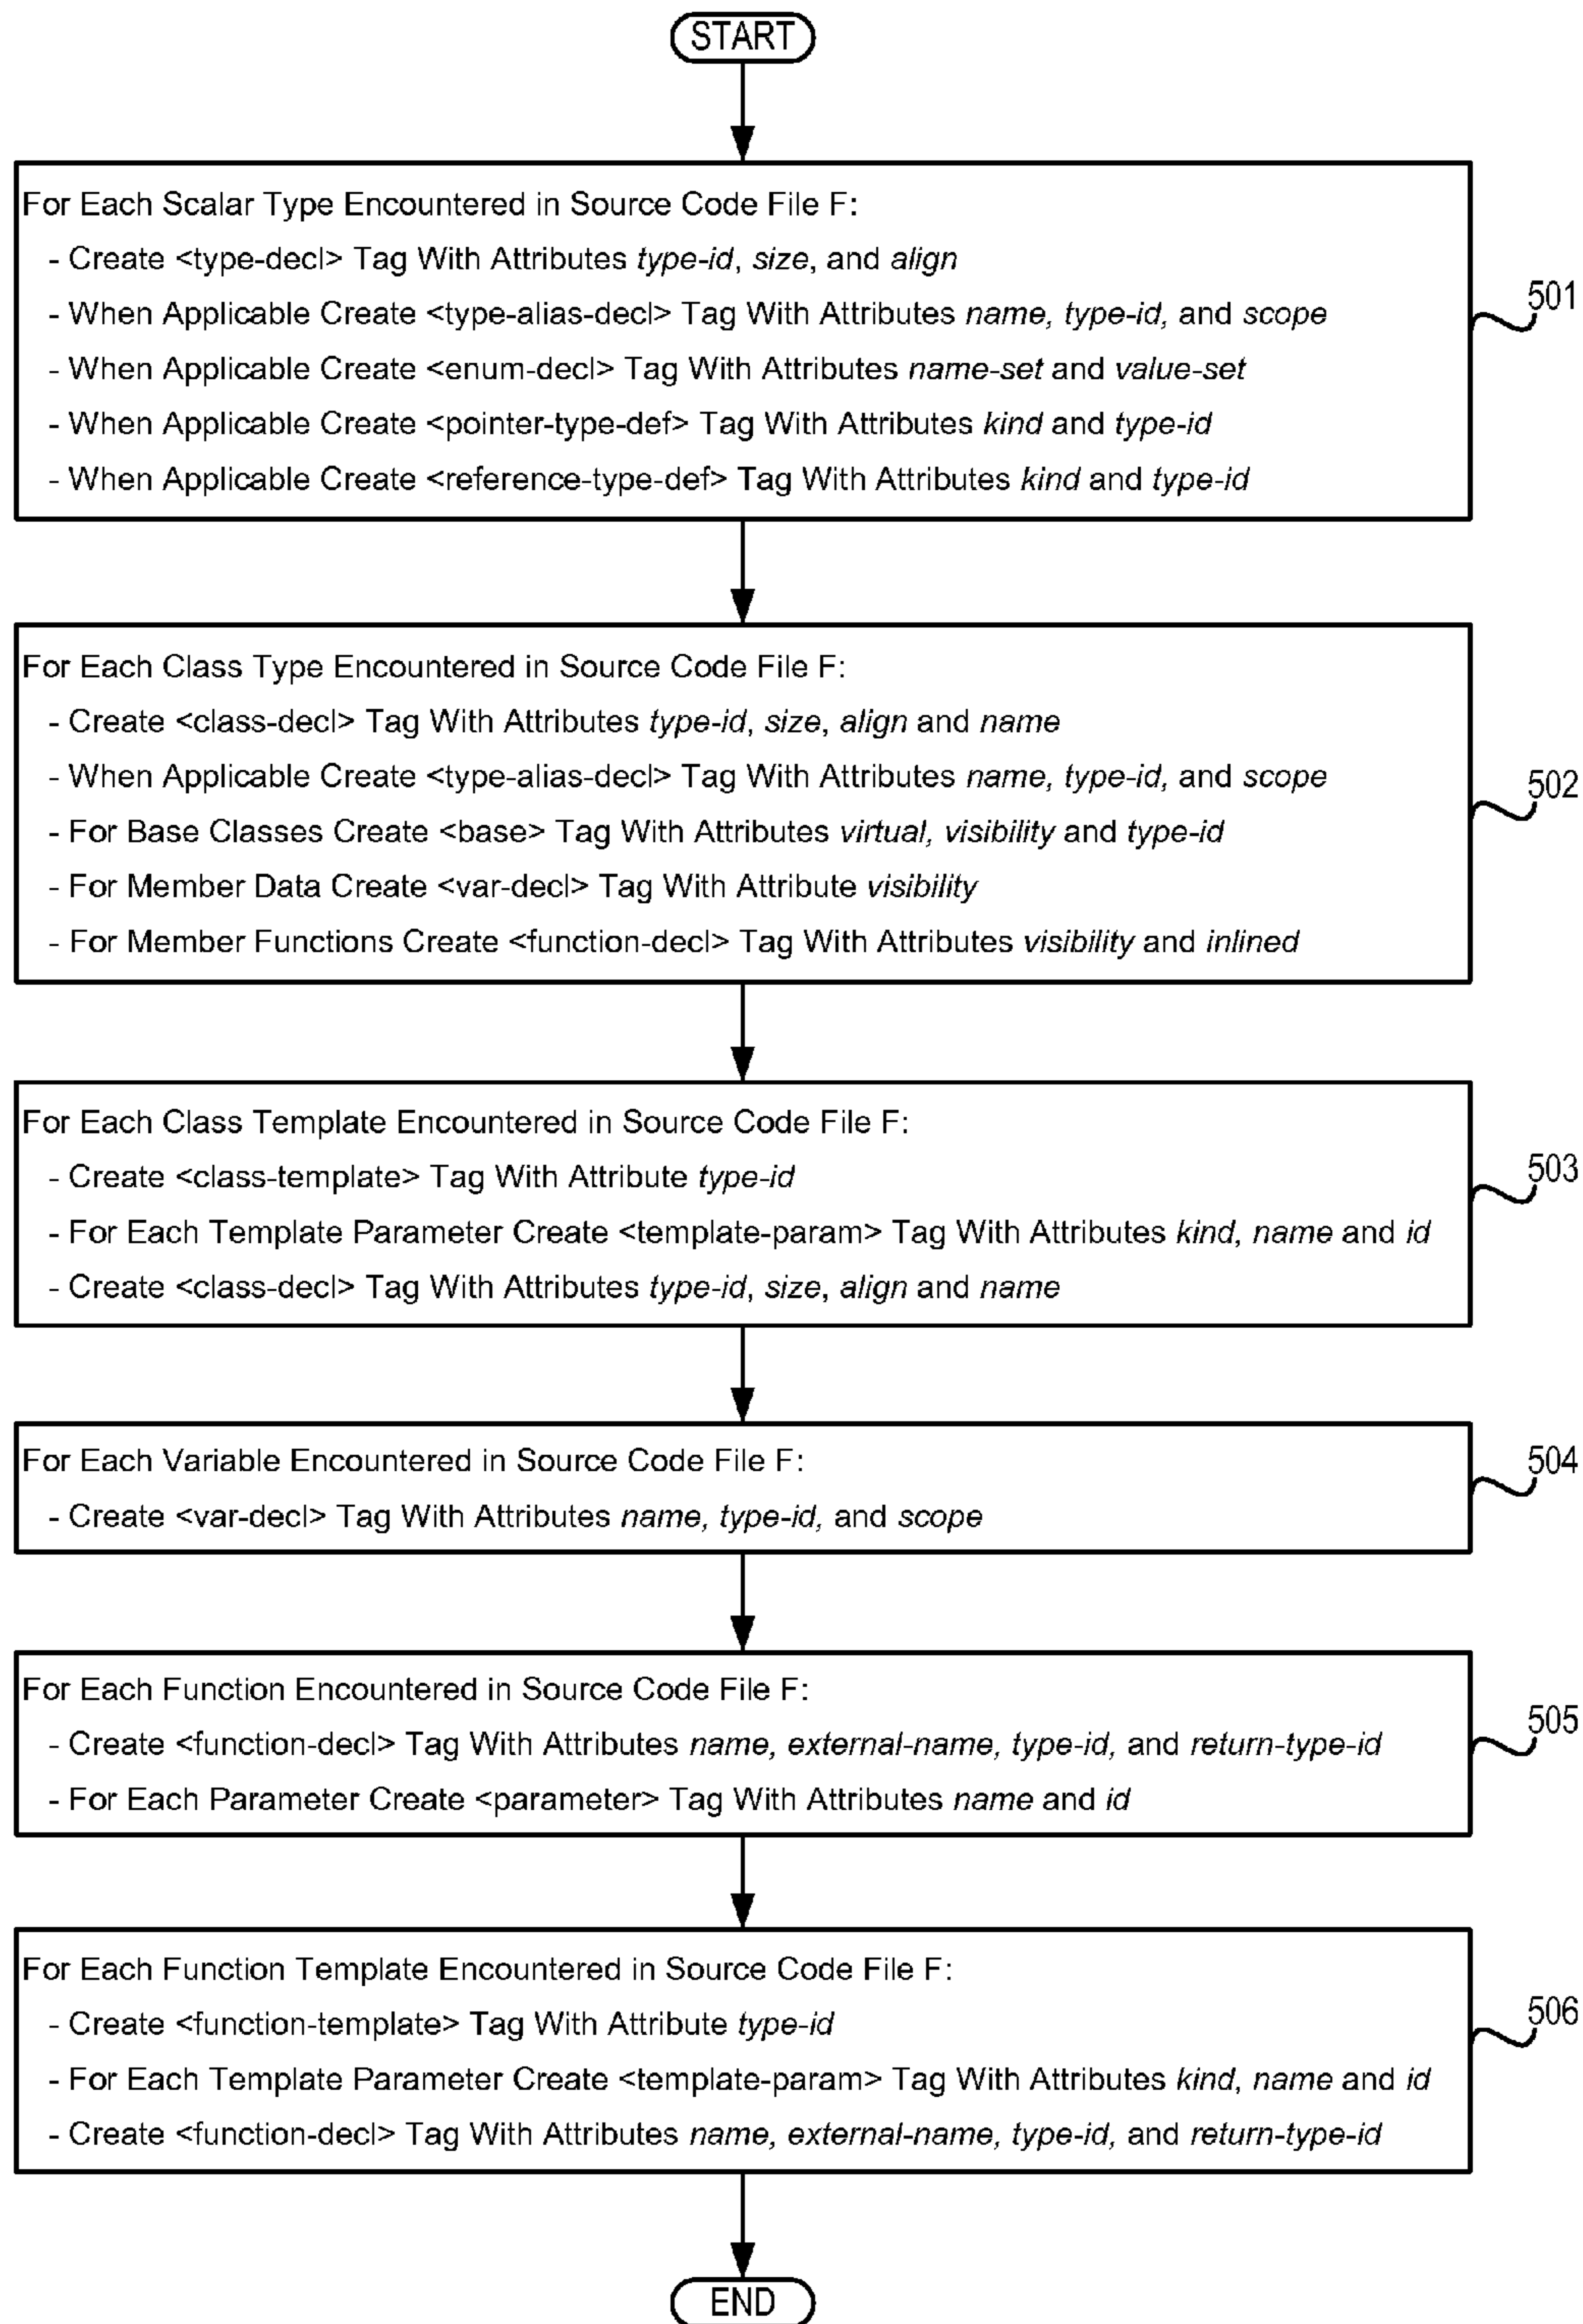 START
For Each Scalar Type Encountered in Source Code File F:
- Create <type-decl> Tag With Attributes type-id, size, and align
- When Applicable Create <type-alias-decl> Tag With Attributes name, type-id, and scope
- When Applicable Create <enum-decl> Tag With Attributes name-set and value-set
- When Applicable Create <pointer-type-def> Tag With Attributes kind and type-id
- When Applicable Create <reference-type-def> Tag With Attributes kind and type-id
501
For Each Class Type Encountered in Source Code File F:
- Create <class-decl> Tag With Attributes type-id, size, align and name
- When Applicable Create <type-alias-decl> Tag With Attributes name, type-id, and scope
- For Base Classes Create <base> Tag With Attributes virtual, visibility and type-id
- For Member Data Create <var-decl> Tag With Attribute visibility
- For Member Functions Create <function-decl> Tag With Attributes visibility and inlined
502
For Each Class Template Encountered in Source Code File F:
- Create <class-template> Tag With Attribute type-id
- For Each Template Parameter Create <template-param> Tag With Attributes kind, name and id
- Create <class-decl> Tag With Attributes type-id, size, align and name
503
For Each Variable Encountered in Source Code File F:
- Create <var-decl> Tag With Attributes name, type-id, and scope
504
For Each Function Encountered in Source Code File F:
- Create <function-decl> Tag With Attributes name, external-name, type-id, and return-type-id
- For Each Parameter Create <parameter> Tag With Attributes name and id
505
For Each Function Template Encountered in Source Code File F:
- Create <function-template> Tag With Attribute type-id
- For Each Template Parameter Create <template-param> Tag With Attributes kind, name and id
- Create <function-decl> Tag With Attributes name, external-name, type-id, and return-type-id
506
END